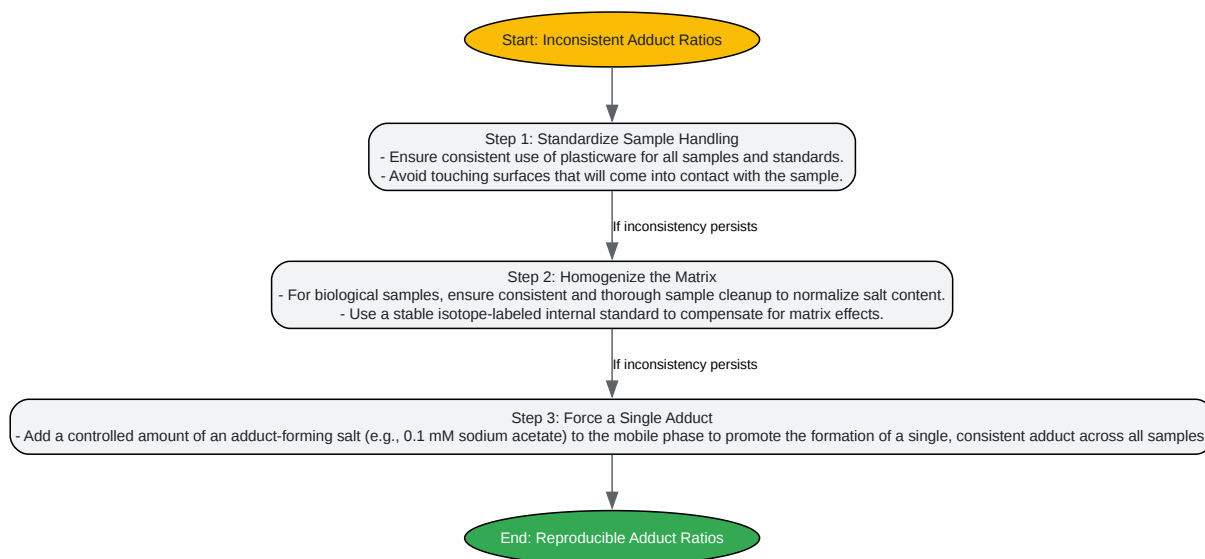 Start: Inconsistent Adduct Ratios
Step 1: Standardize Sample Handling
- Ensure consistent use of plasticware for all samples and standards.
- Avoid touching surfaces that will come into contact with the sample.
If inconsistency persists
Step 2: Homogenize the Matrix
- For biological samples, ensure consistent and thorough sample cleanup to normalize salt content.
- Use a stable isotope-labeled internal standard to compensate for matrix effects.
If inconsistency persists
Step 3: Force a Single Adduct
- Add a controlled amount of an adduct-forming salt (e.g., 0.1 mM sodium acetate) to the mobile phase to promote the formation of a single, consistent adduct across all samples
End: Reproducible Adduct Ratios